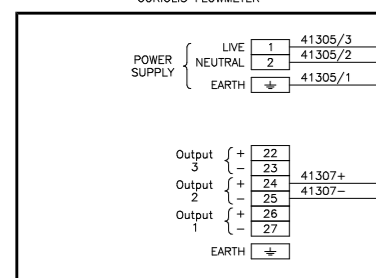 CORIOLIS FLOWMETER
LIVE 1 41305/3
POWER SUPPLY
NEUTRAL 2 41305/2
EARTH 41305/1
Output 3 + 22
- 23
Output 2 + 24 41307+
- 25 41307-
Output 1 + 26
- 27
EARTH